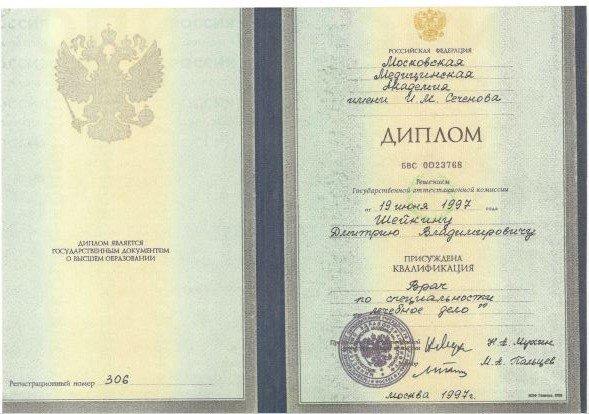 ДИПЛОМ ЯВЛЯЕТСЯ
ГОСУДАРСТВЕННЫМ ДОКУМЕНТОМ
О ВЫСШЕМ ОБРАЗОВАНИИ
Регистрационный номер 306
РОССИЙСКАЯ ФЕДЕРАЦИЯ
Московская
Медицинская
Академия
имени И.М. Сеченова
ДИПЛОМ
БВС 0023768
Решением
Государственной аттестационной комиссии
от 19 июня 1997 года
Шейкину
Дмитрию Владимировичу
ПРИСУЖДЕНА
КВАЛИФИКАЦИЯ
Врач
по специальности
„лечебное дело"
Н.А. Мухин
М.А. Пальцев
москва 1997г.